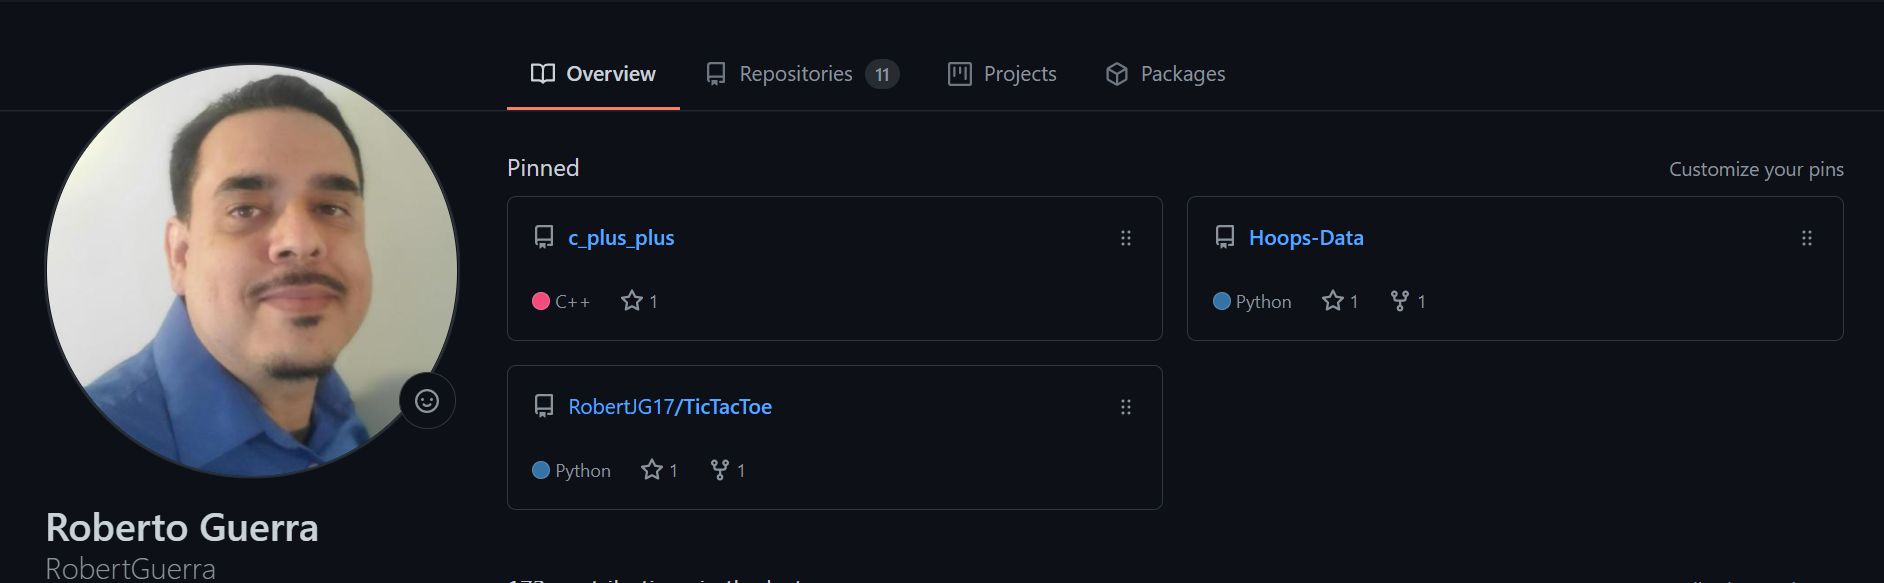 Overview Repositories 11 Projects Packages
Pinned Customize your pins
c_plus_plus Hoops-Data
C++ 1 Python 1 1
RobertJG17/TicTacToe
Python 1 1
Roberto Guerra
RobertGuerra